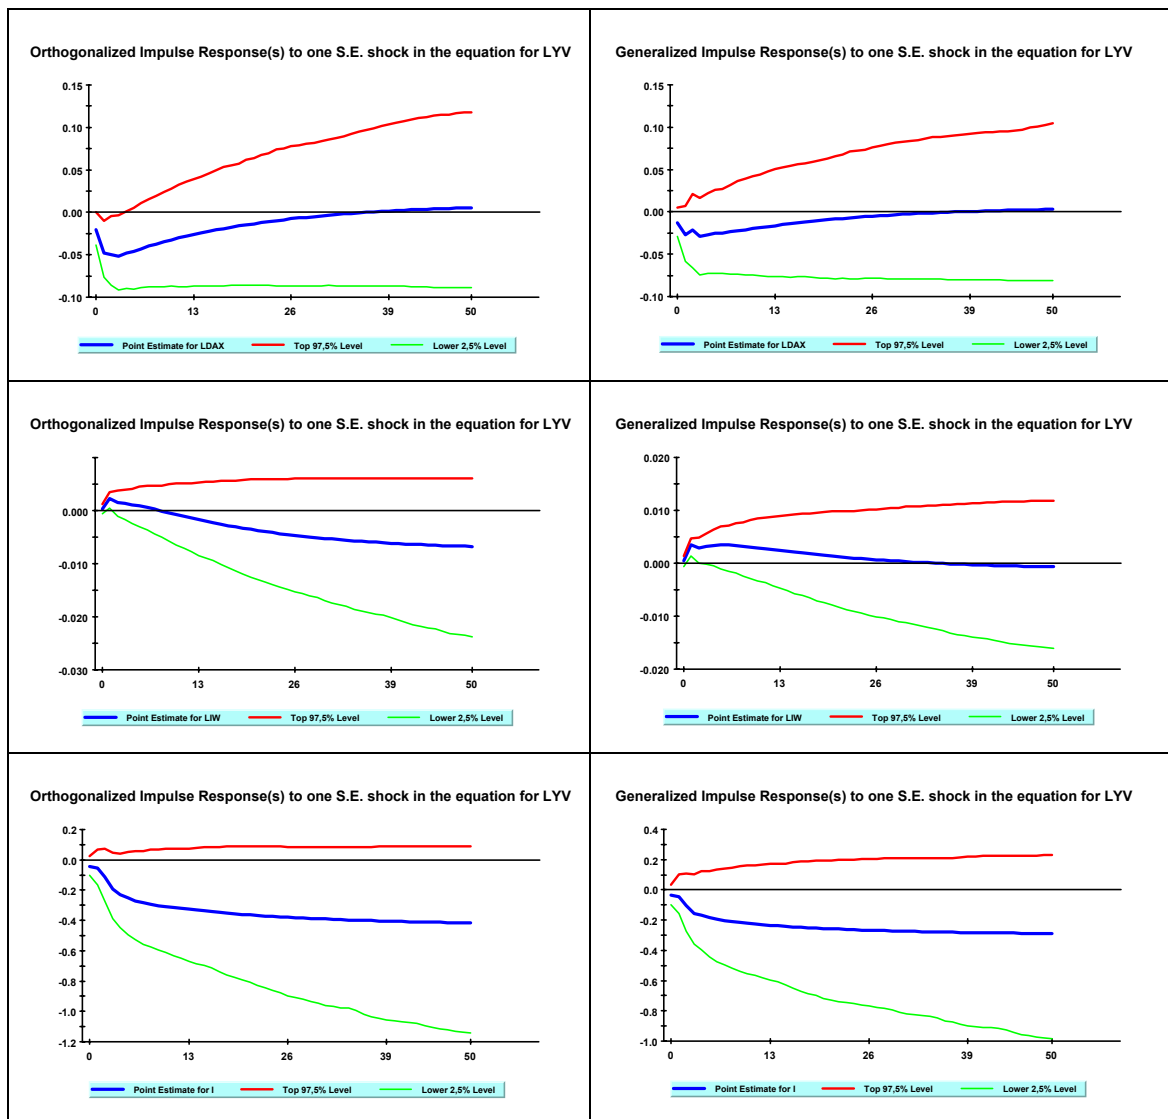 Orthogonalized Impulse Response(s) to one S.E. shock in the equation for LYV
0.15
0.10
0.05
0.00
-0.05
-0.10
0 13 26 39 50
Point Estimate for LDAX Top 97,5% Level Lower 2,5% Level
Generalized Impulse Response(s) to one S.E. shock in the equation for LYV
0.15
0.10
0.05
0.00
-0.05
-0.10
0 13 26 39 50
Point Estimate for LDAX Top 97,5% Level Lower 2,5% Level
Orthogonalized Impulse Response(s) to one S.E. shock in the equation for LYV
0.000
-0.010
-0.020
-0.030
0 13 26 39 50
Point Estimate for LIW Top 97,5% Level Lower 2,5% Level
Generalized Impulse Response(s) to one S.E. shock in the equation for LYV
0.020
0.010
0.000
-0.010
-0.020
0 13 26 39 50
Point Estimate for LIW Top 97,5% Level Lower 2,5% Level
Orthogonalized Impulse Response(s) to one S.E. shock in the equation for LYV
0.2
0.0
-0.2
-0.4
-0.6
-0.8
-1.0
-1.2
0 13 26 39 50
Point Estimate for I Top 97,5% Level Lower 2,5% Level
Generalized Impulse Response(s) to one S.E. shock in the equation for LYV
0.4
0.2
0.0
-0.2
-0.4
-0.6
-0.8
-1.0
0 13 26 39 50
Point Estimate for I Top 97,5% Level Lower 2,5% Level